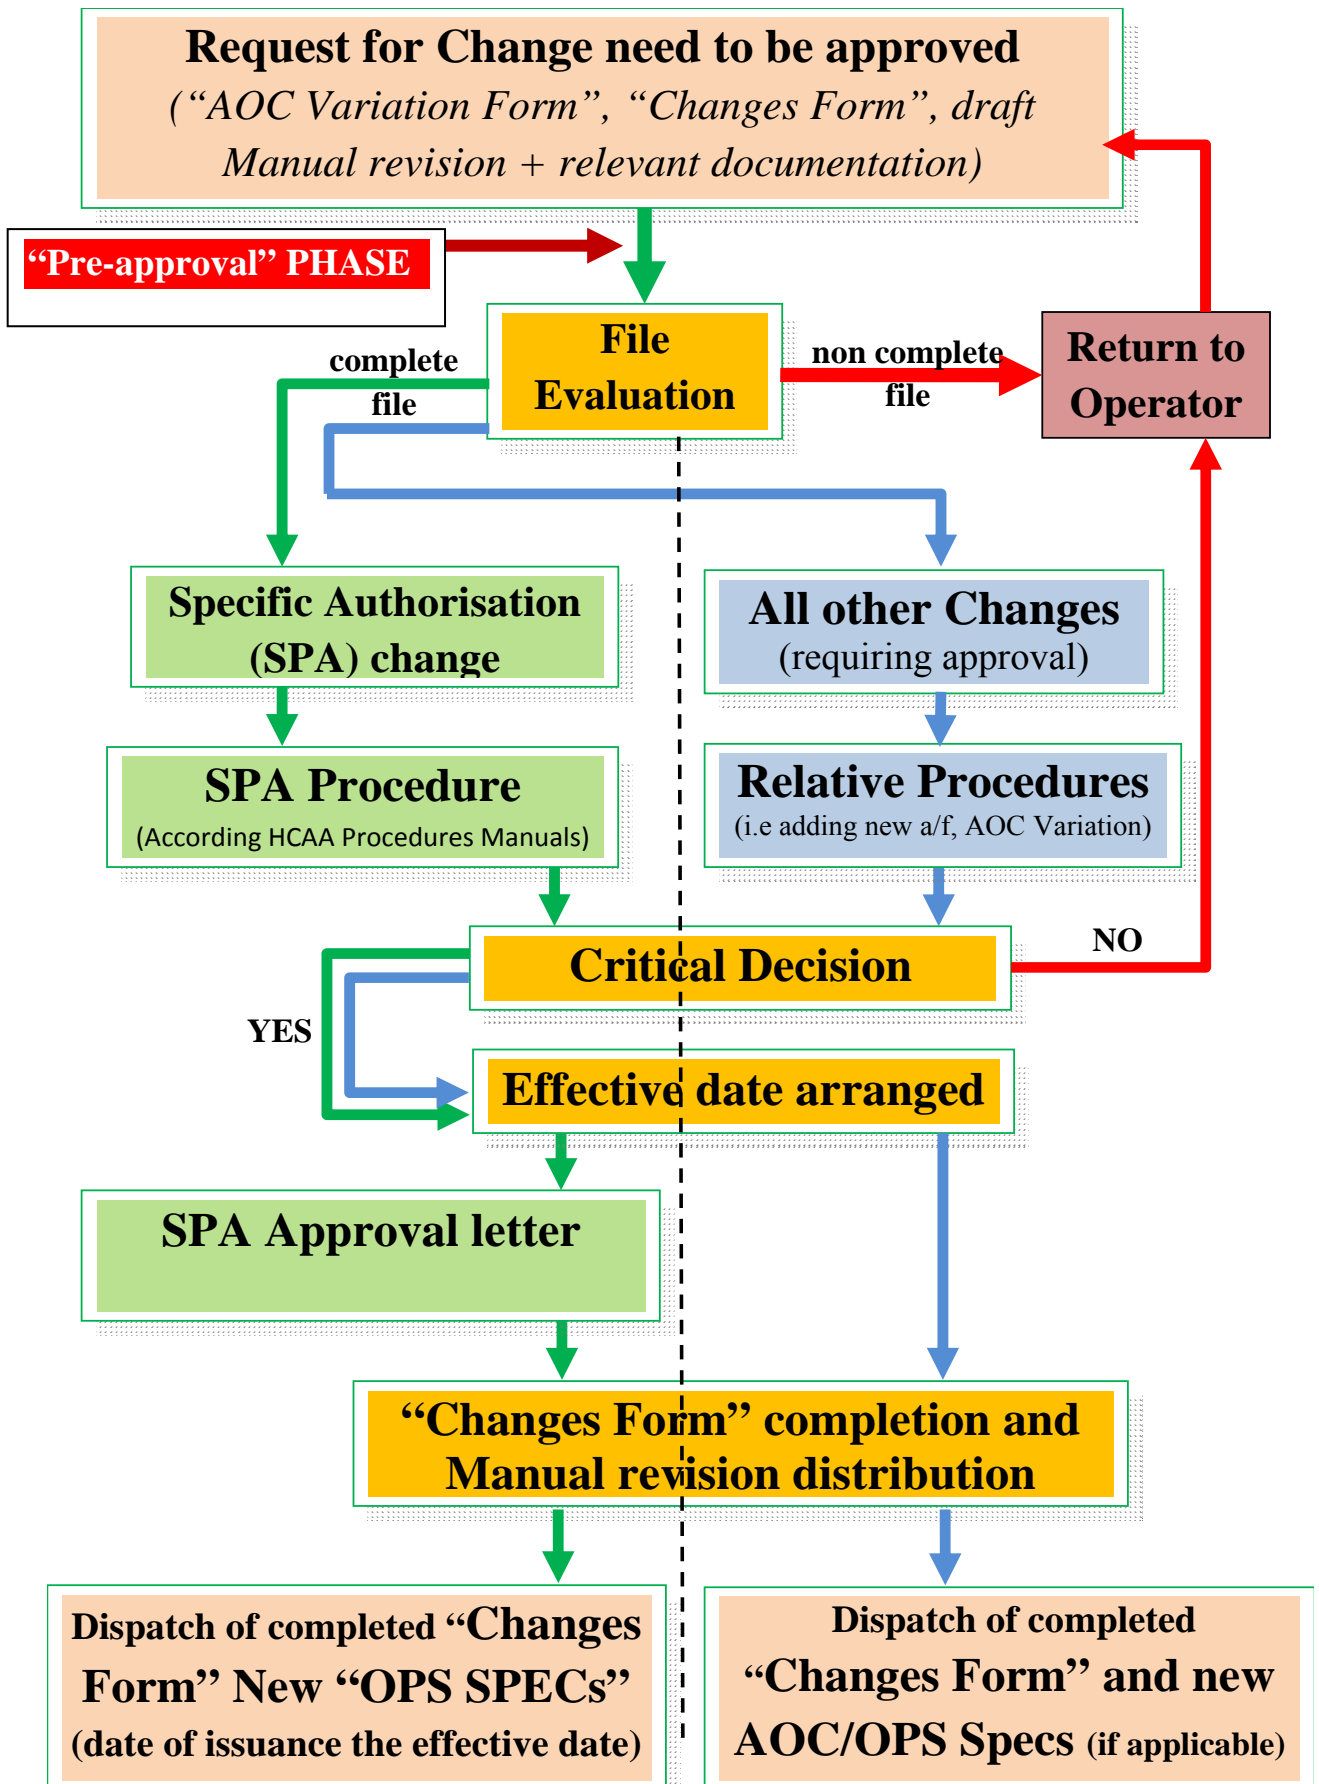 Request for Change need to be approved
(“AOC Variation Form”, “Changes Form”, draft
Manual revision + relevant documentation)
“Pre-approval” PHASE
File
Evaluation
complete
file
non complete
file
Return to
Operator
Specific Authorisation
(SPA) change
All other Changes
(requiring approval)
SPA Procedure
(According HCAA Procedures Manuals)
Relative Procedures
(i.e adding new a/f, AOC Variation)
Critical Decision
NO
YES
Effective date arranged
SPA Approval letter
“Changes Form” completion and
Manual revision distribution
Dispatch of completed “Changes
Form” New “OPS SPECs”
(date of issuance the effective date)
Dispatch of completed
“Changes Form” and new
AOC/OPS Specs (if applicable)